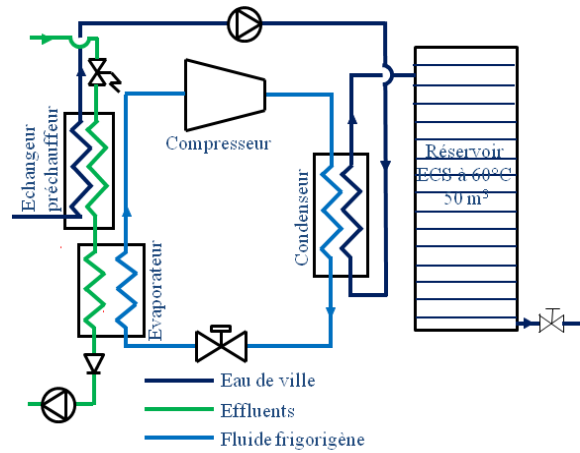 Compresseur
Echangeur
préchauffeur
Condenseur
Réservoir
ECS à 60°C
50 m³
Evaporateur
Eau de ville
Effluents
Fluide frigorigène